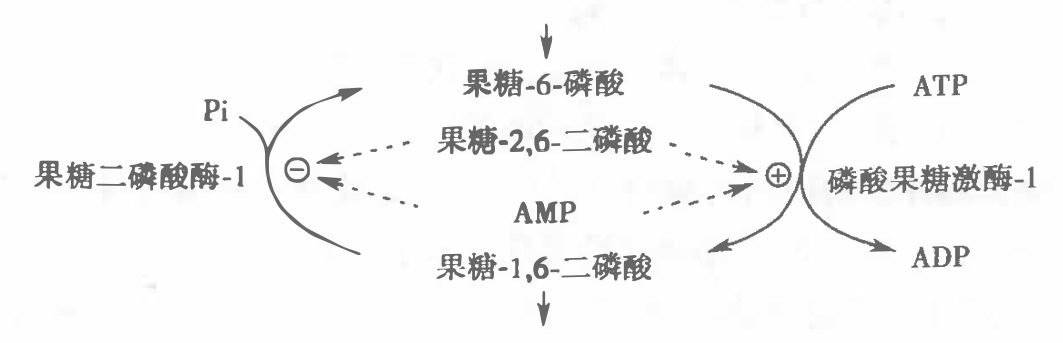 果糖-6-磷酸
ATP
Pi
果糖-2,6-二磷酸
果糖二磷酸酶-1
⊖
⊕
磷酸果糖激酶-1
AMP
果糖-1,6-二磷酸
ADP